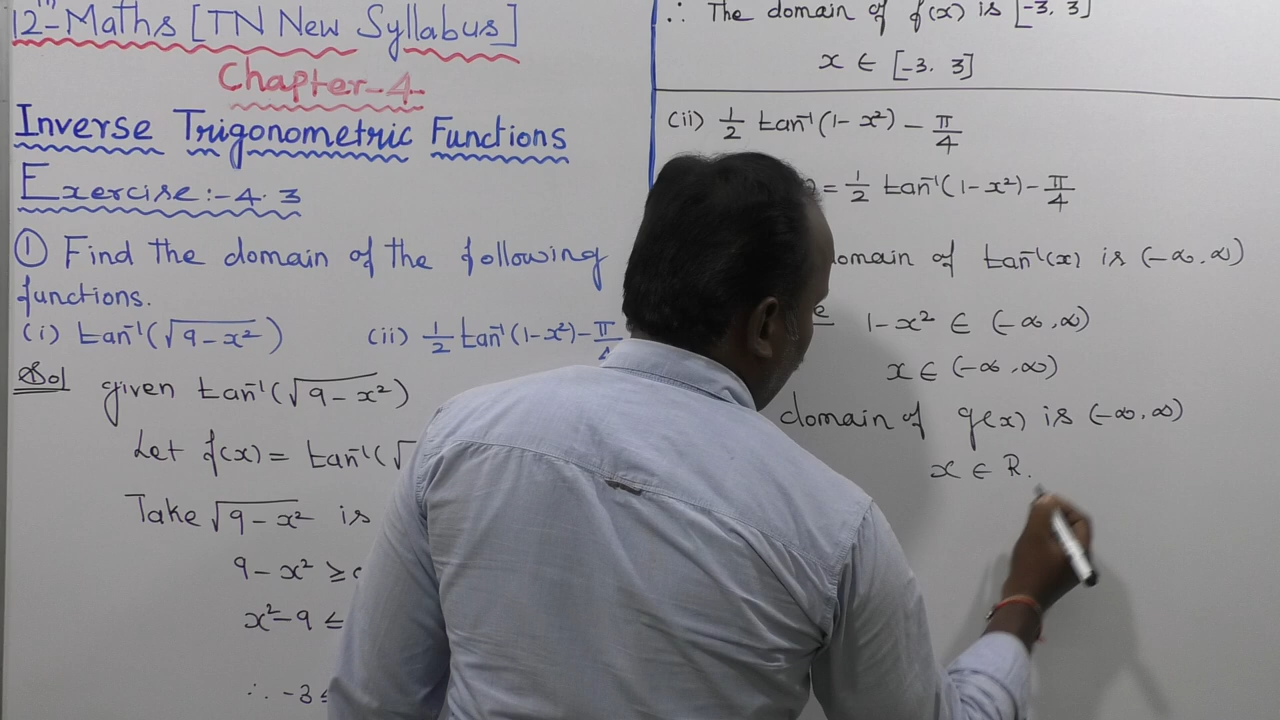 12th-Maths [TN New Syllabus]
Chapter-4
Inverse Trigonometric Functions
Exercise:-4.3
① Find the domain of the following
functions.
(i) tan⁻¹(√9-x²) (ii) 1/2 tan⁻¹(1-x²)-π/4
Sol given tan⁻¹(√9-x²)
Let f(x) = tan⁻¹(√
Take √9-x² is
9-x² ≥
x²-9 ≤
∴ -3 ≤
∴ The domain of f(x) is [-3, 3]
x ∈ [-3, 3]
(ii) 1/2 tan⁻¹(1-x²) - π/4
= 1/2 tan⁻¹(1-x²) - π/4
domain of tan⁻¹(x) is (-∞,∞)
1-x² ∈ (-∞,∞)
x ∈ (-∞,∞)
domain of g(x) is (-∞,∞)
x ∈ R.